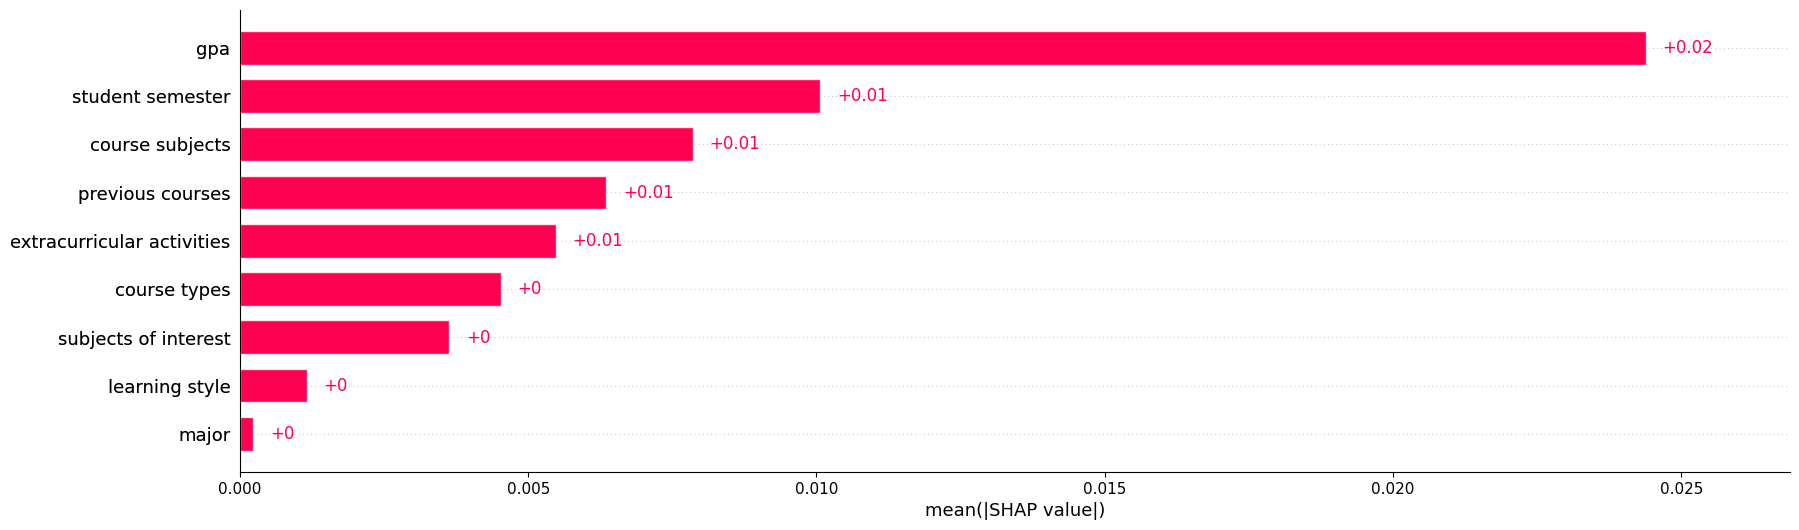 gpa +0.02
student semester +0.01
course subjects +0.01
previous courses +0.01
extracurricular activities +0.01
course types +0
subjects of interest +0
learning style +0
major +0
0.000 0.005 0.010 0.015 0.020 0.025
mean(|SHAP value|)